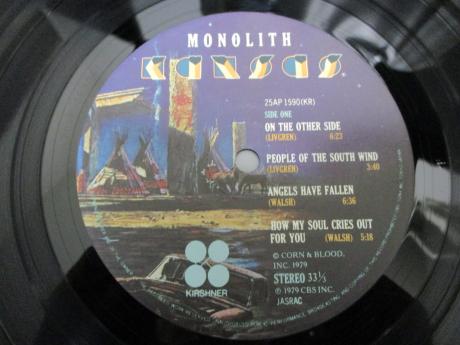 MONOLITH
KANSAS
25AP 1590(KR)
SIDE ONE
ON THE OTHER SIDE
(LIVGREN) 6:23
PEOPLE OF THE SOUTH WIND
(LIVGREN) 3:40
ANGELS HAVE FALLEN
(WALSH) 6:36
HOW MY SOUL CRIES OUT
FOR YOU (WALSH) 5:18
© CORN & BLOOD,
INC. 1979
STEREO 33⅓
℗ 1979 CBS INC.
JASRAC
KIRSHNER